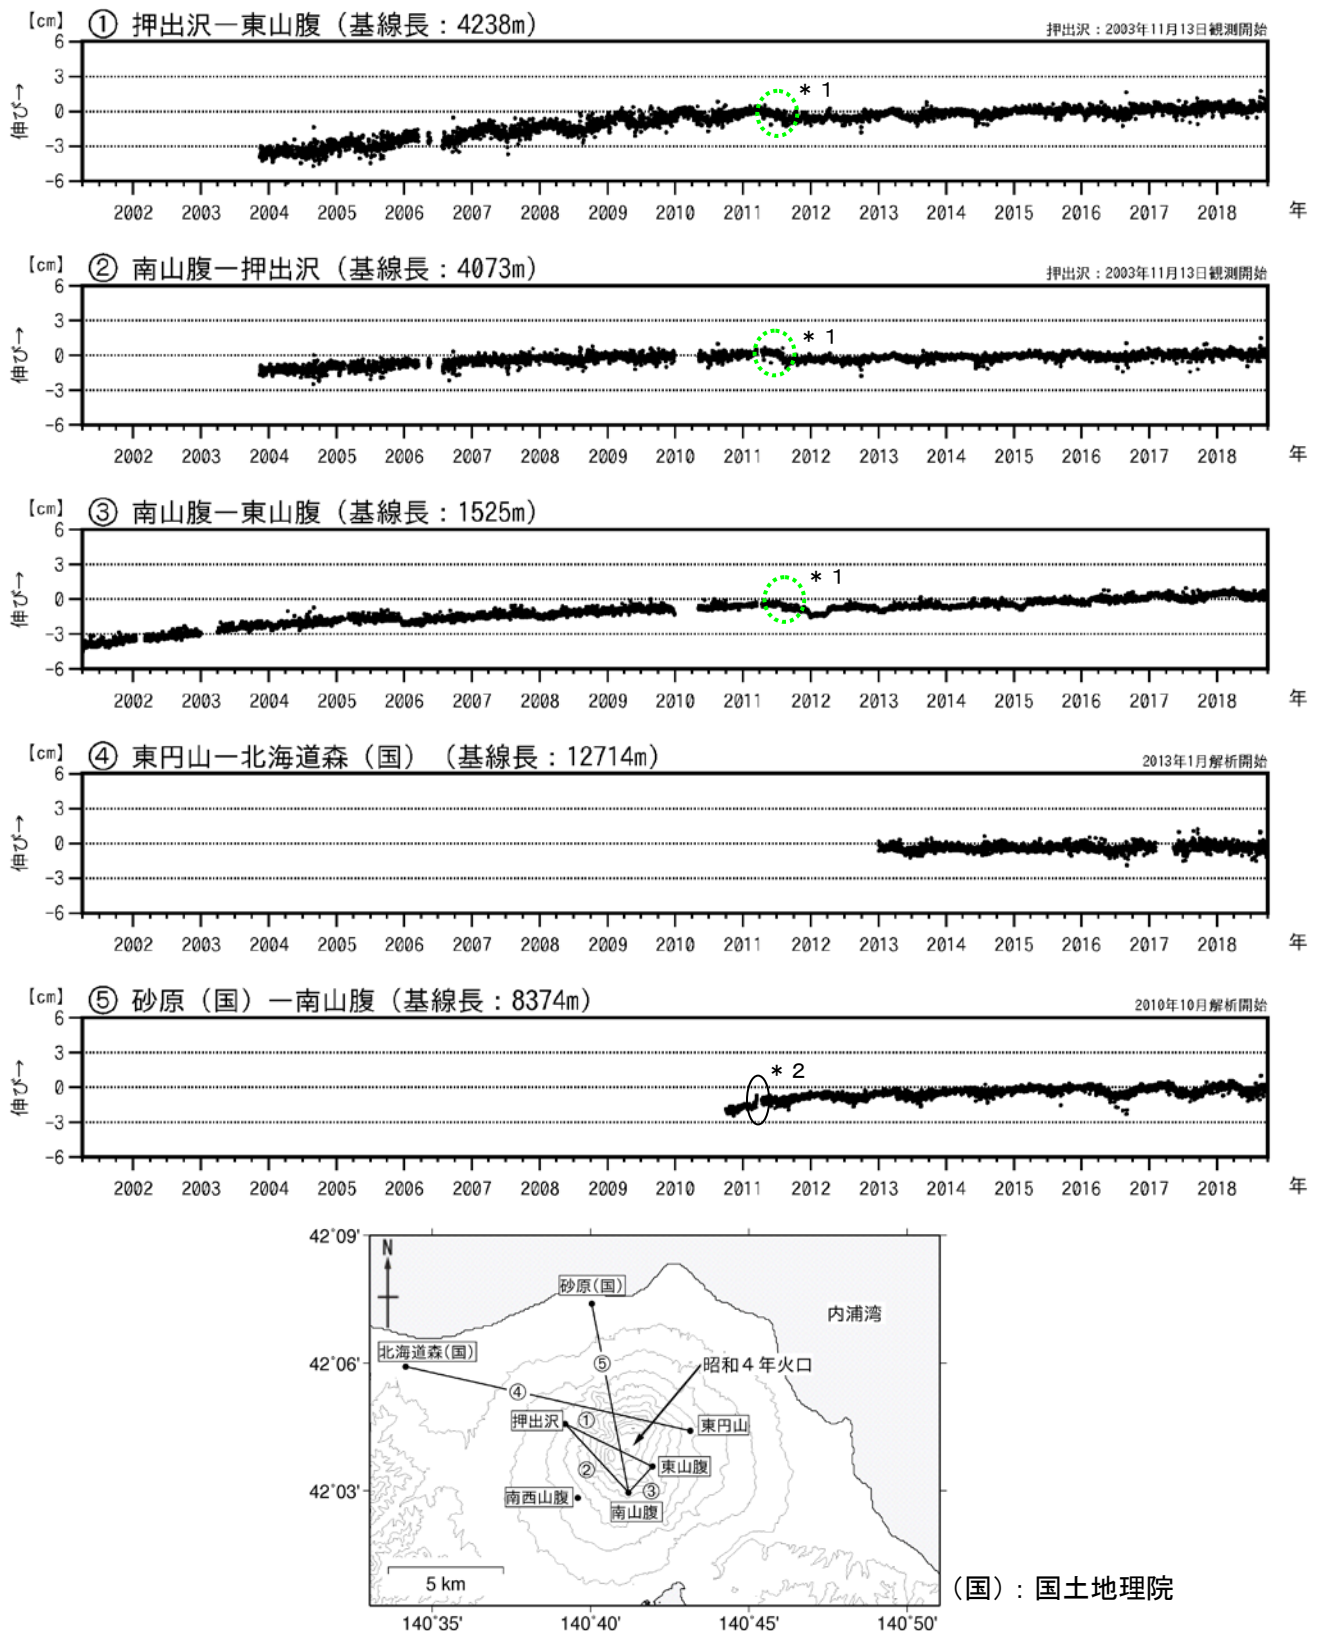 【cm】 ① 押出沢－東山腹（基線長：4238m）
押出沢：2003年11月13日観測開始
6
3
0
-3
-6
伸び→
＊１
2002 2003 2004 2005 2006 2007 2008 2009 2010 2011 2012 2013 2014 2015 2016 2017 2018 年
【cm】 ② 南山腹－押出沢（基線長：4073m）
押出沢：2003年11月13日観測開始
6
3
0
-3
-6
伸び→
＊１
2002 2003 2004 2005 2006 2007 2008 2009 2010 2011 2012 2013 2014 2015 2016 2017 2018 年
【cm】 ③ 南山腹－東山腹（基線長：1525m）
6
3
0
-3
-6
伸び→
＊１
2002 2003 2004 2005 2006 2007 2008 2009 2010 2011 2012 2013 2014 2015 2016 2017 2018 年
【cm】 ④ 東円山－北海道森（国）（基線長：12714m）
2013年1月解析開始
6
3
0
-3
-6
伸び→
2002 2003 2004 2005 2006 2007 2008 2009 2010 2011 2012 2013 2014 2015 2016 2017 2018 年
【cm】 ⑤ 砂原（国）－南山腹（基線長：8374m）
2010年10月解析開始
6
3
0
-3
-6
伸び→
＊２
2002 2003 2004 2005 2006 2007 2008 2009 2010 2011 2012 2013 2014 2015 2016 2017 2018 年
42˚09'
N
砂原(国)
内浦湾
北海道森(国)
42˚06'
⑤
昭和４年火口
④
押出沢
①
東円山
②
東山腹
42˚03'
南西山腹
③
南山腹
5 km
（国）：国土地理院
140˚35' 140˚40' 140˚45' 140˚50'